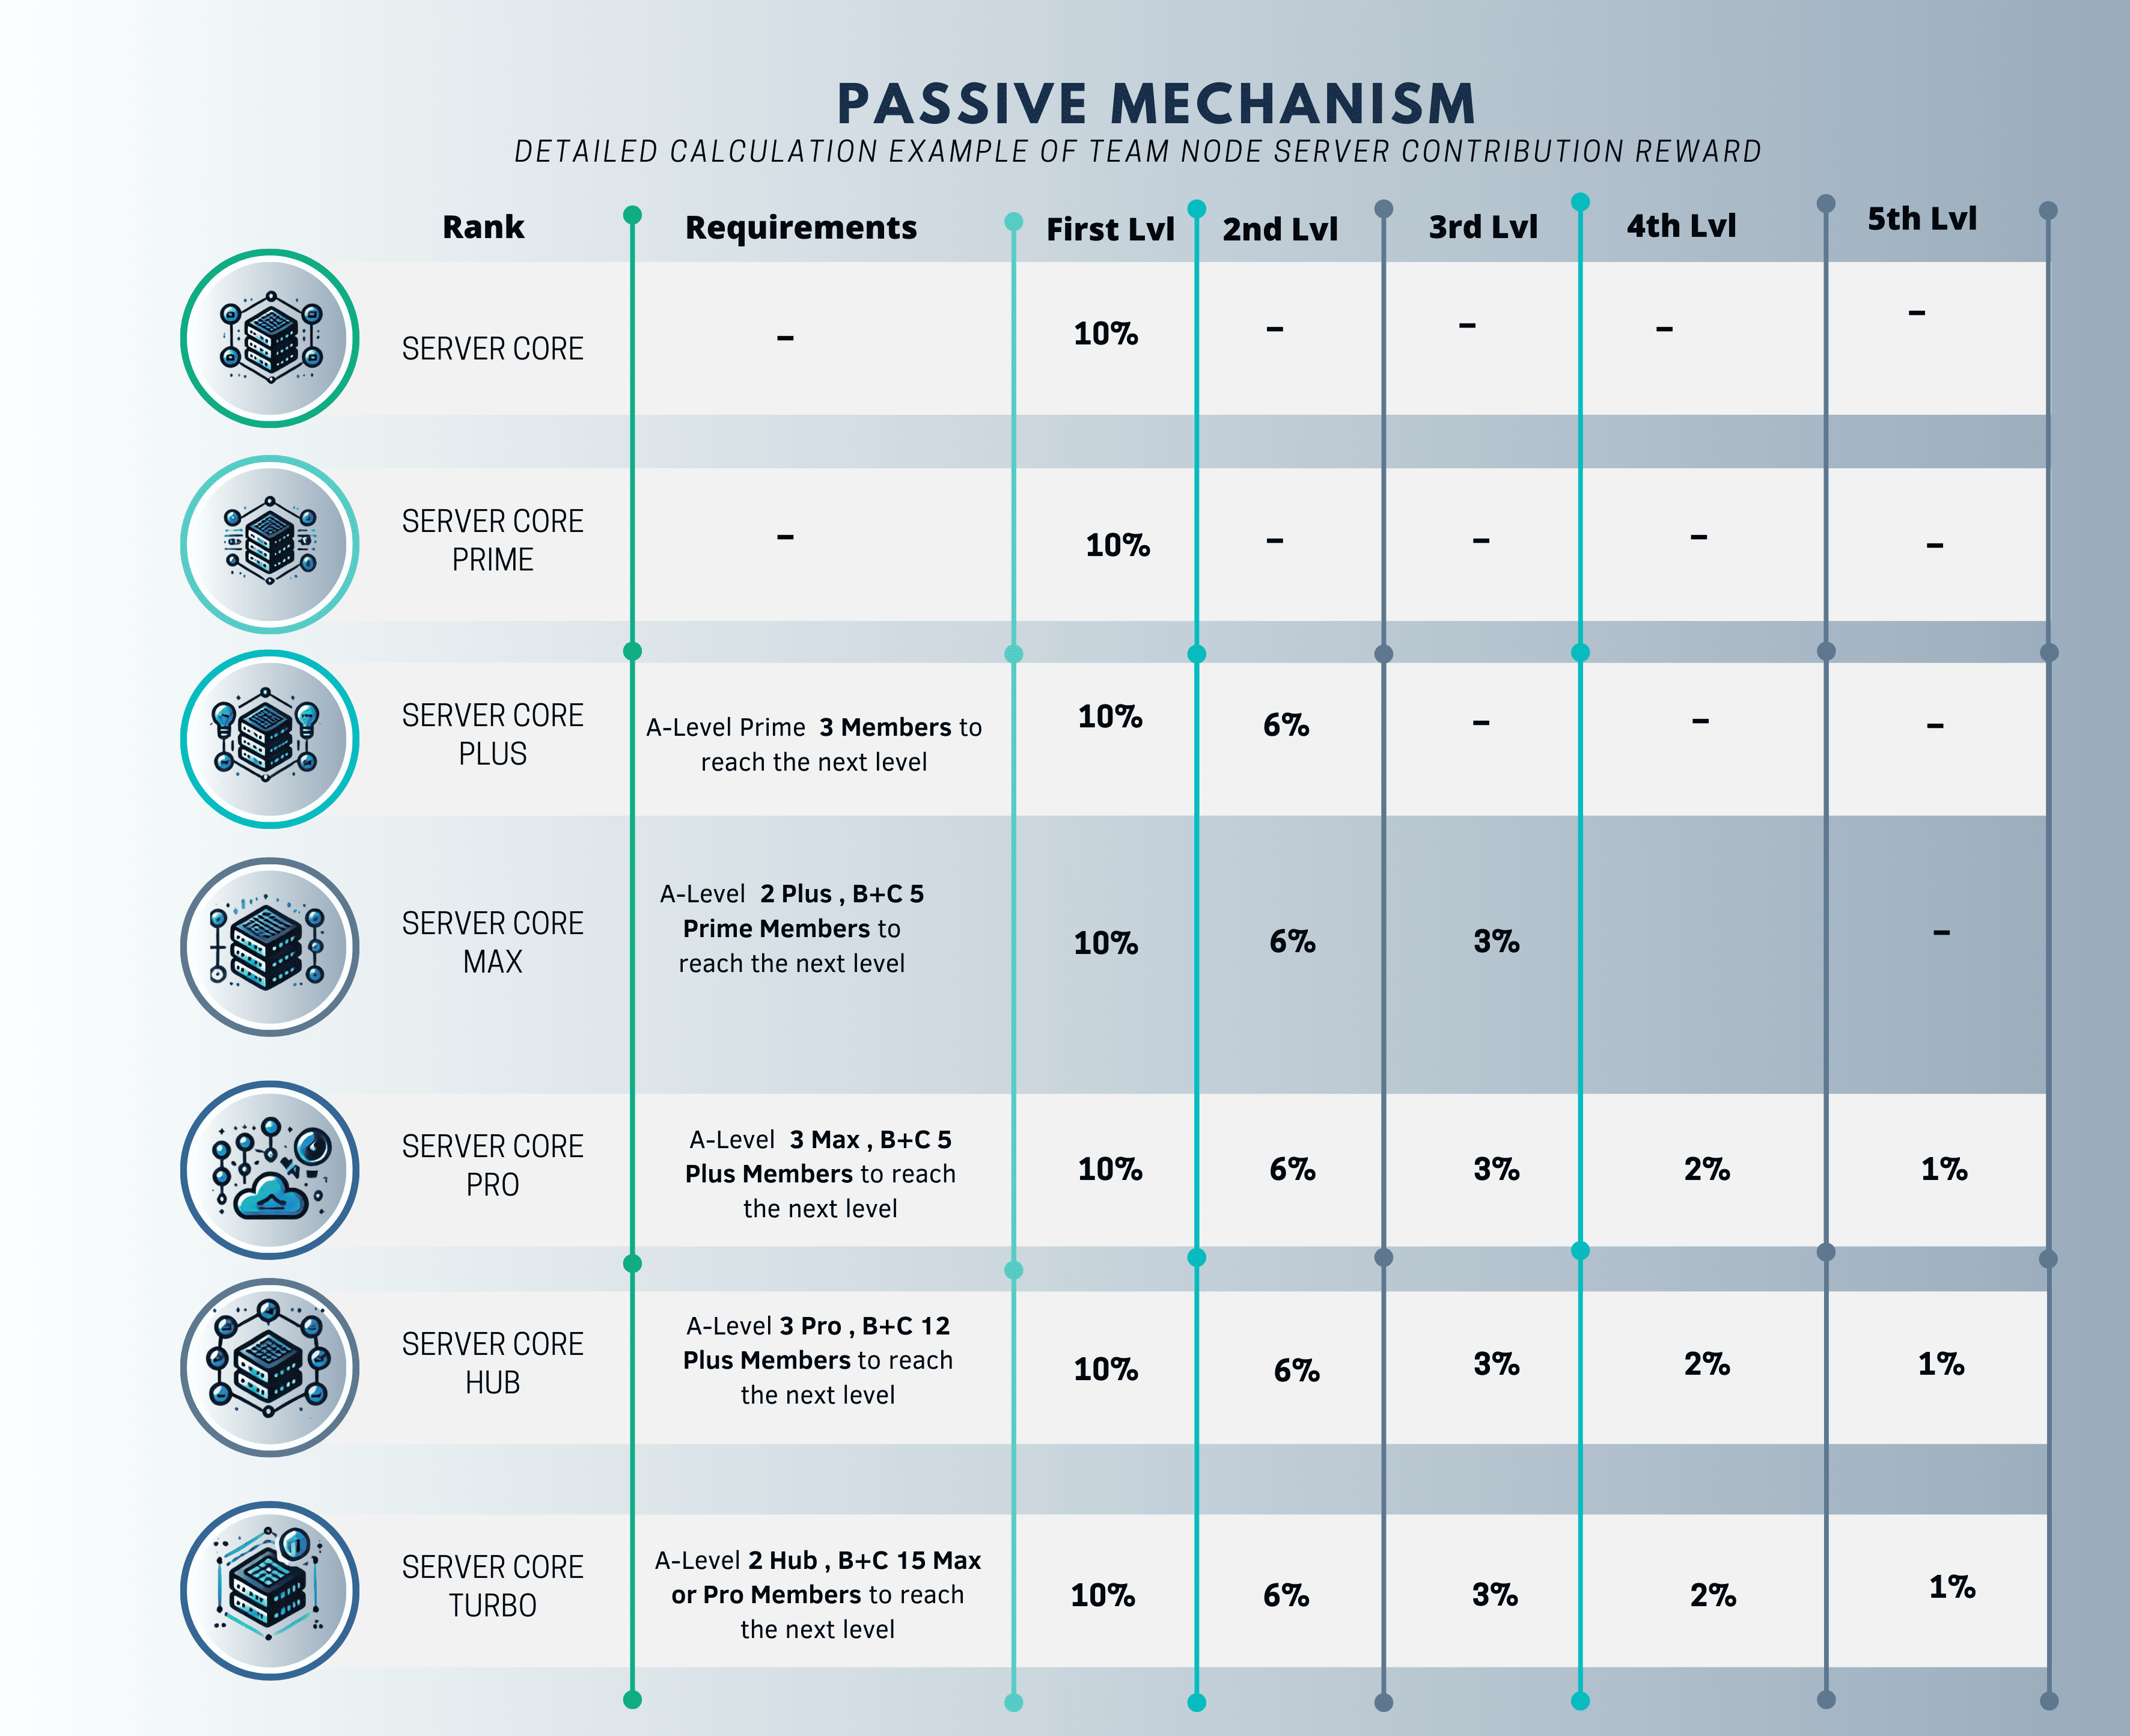 PASSIVE MECHANISM
DETAILED CALCULATION EXAMPLE OF TEAM NODE SERVER CONTRIBUTION REWARD
Rank Requirements First Lvl 2nd Lvl 3rd Lvl 4th Lvl 5th Lvl
SERVER CORE – 10% – – – –
SERVER CORE
PRIME
– 10% – – – –
SERVER CORE
PLUS
A-Level Prime 3 Members to
reach the next level
10% 6% – – –
SERVER CORE
MAX
A-Level 2 Plus , B+C 5
Prime Members to
reach the next level
10% 6% 3% –
SERVER CORE
PRO
A-Level 3 Max , B+C 5
Plus Members to reach
the next level
10% 6% 3% 2% 1%
SERVER CORE
HUB
A-Level 3 Pro , B+C 12
Plus Members to reach
the next level
10% 6% 3% 2% 1%
SERVER CORE
TURBO
A-Level 2 Hub , B+C 15 Max
or Pro Members to reach
the next level
10% 6% 3% 2% 1%